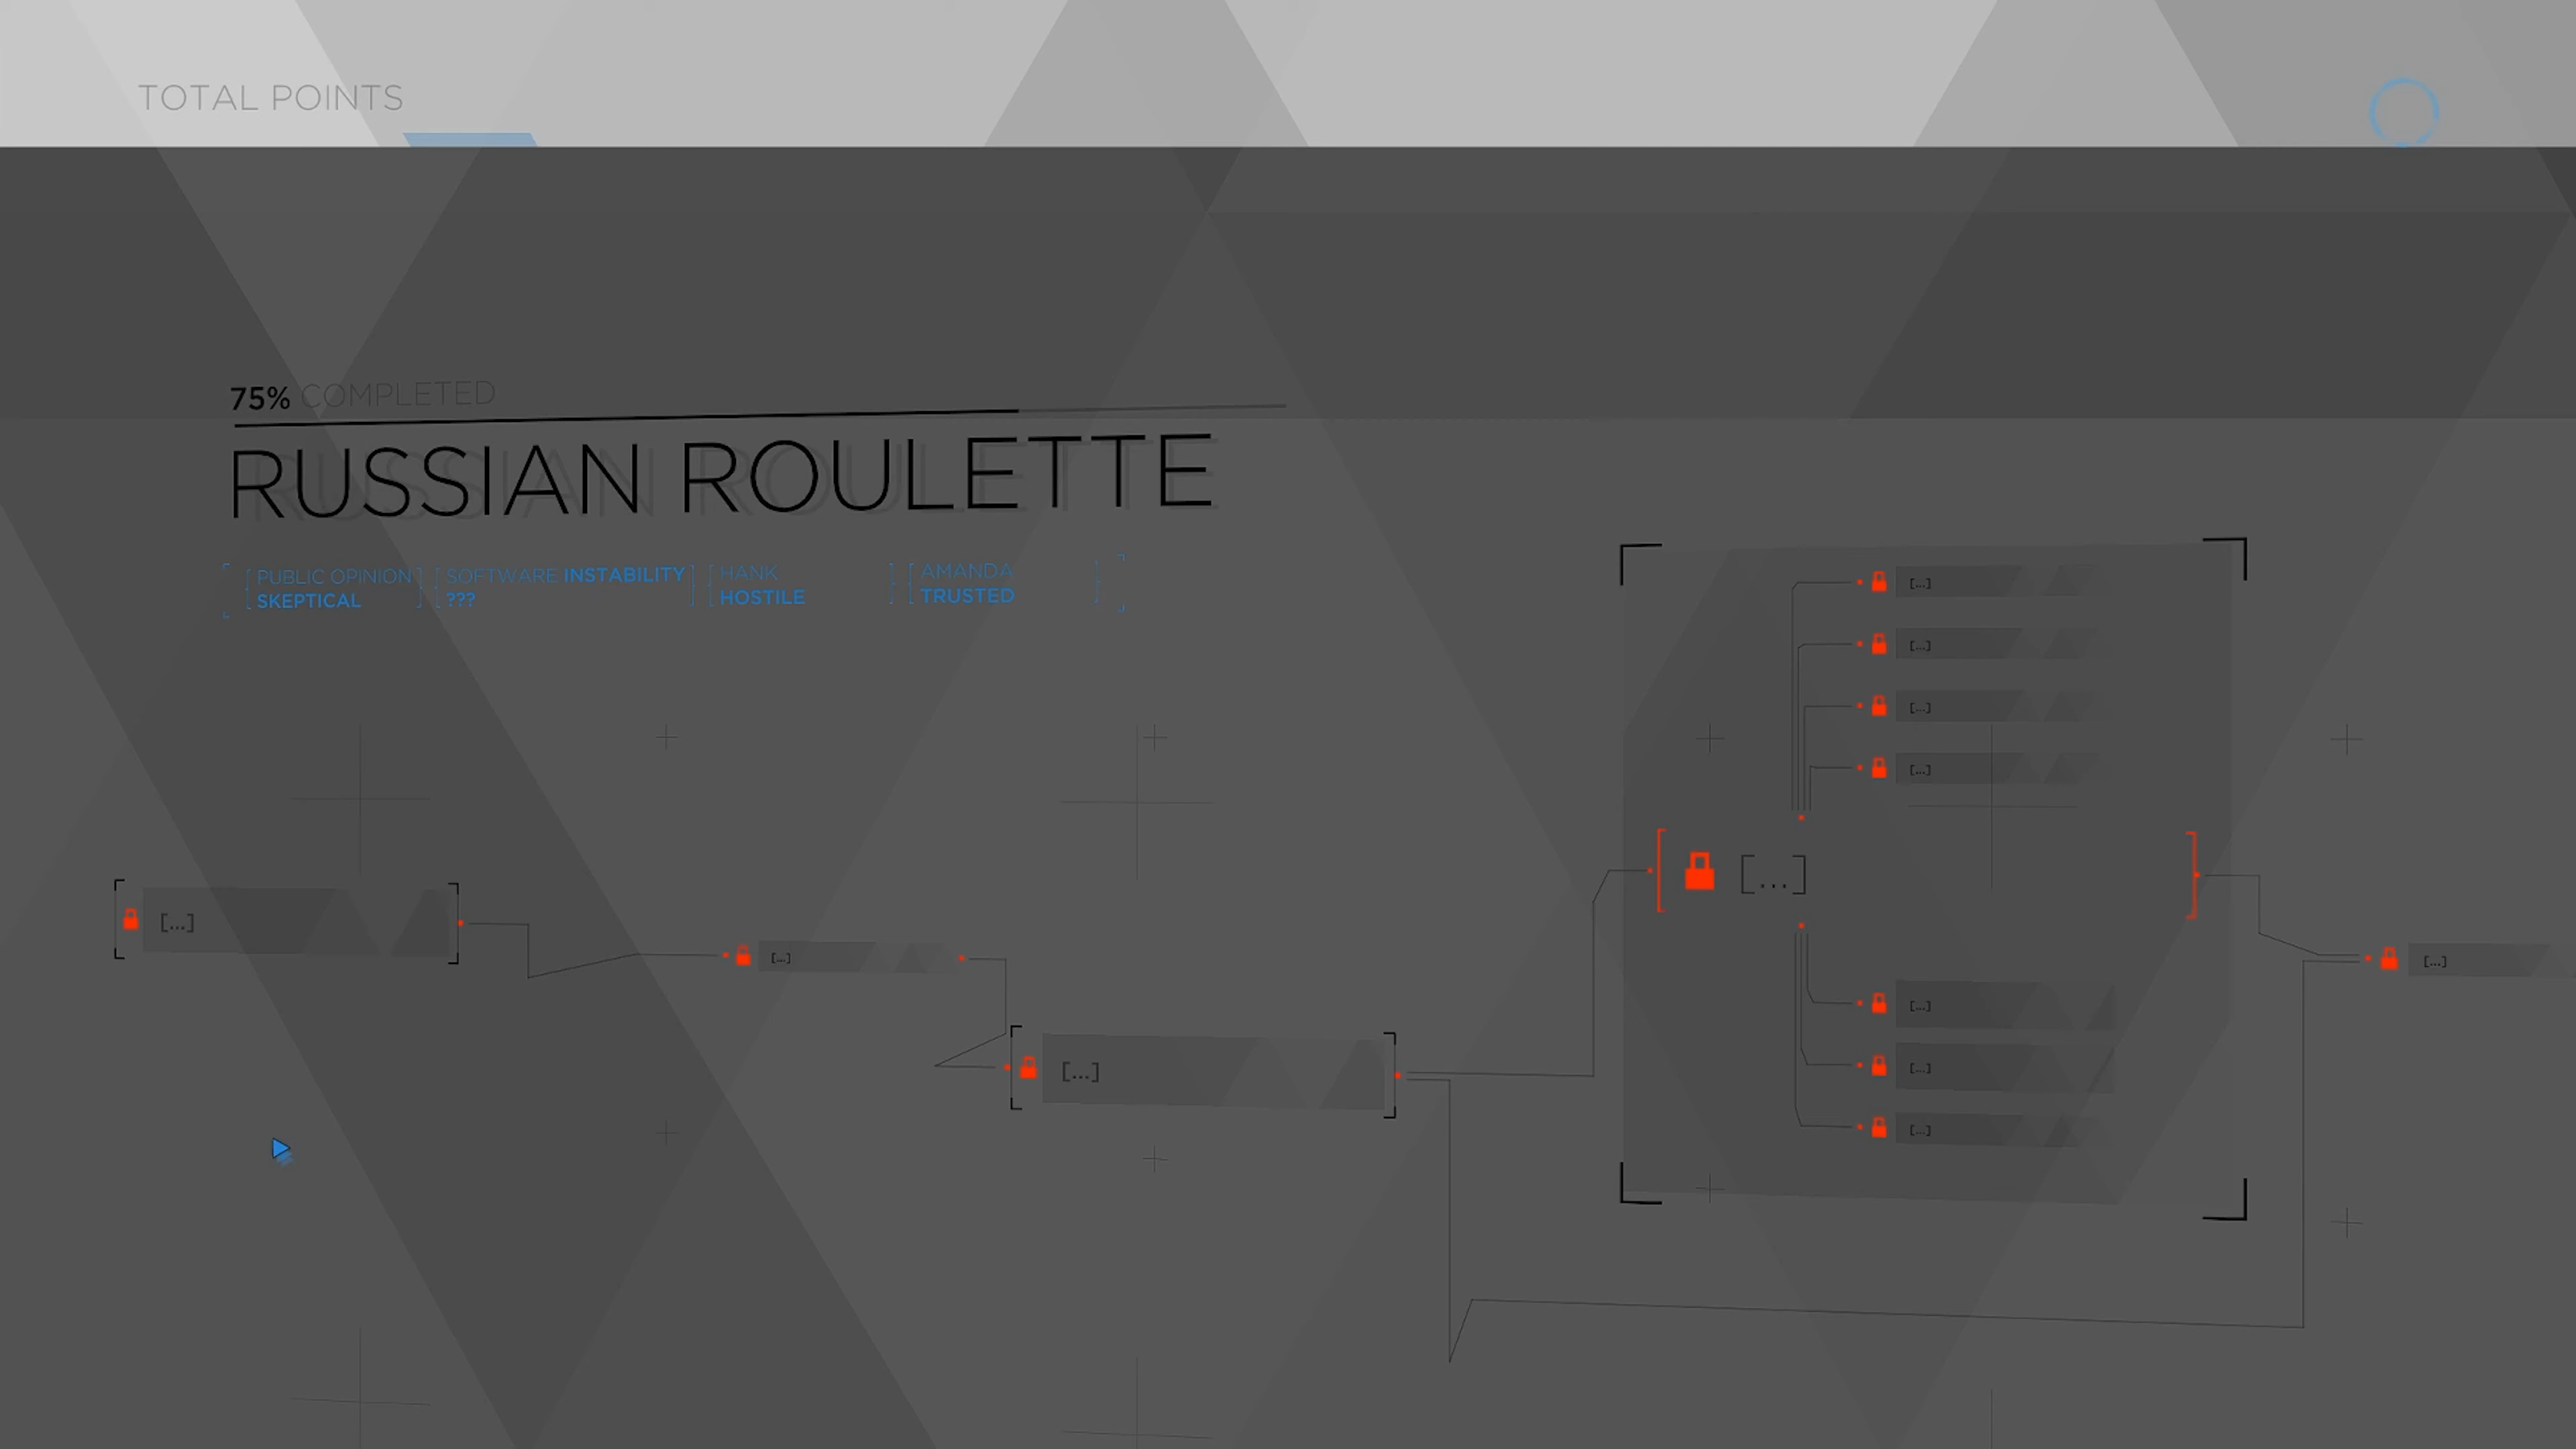 TOTAL POINTS
75% COMPLETED
RUSSIAN ROULETTE
PUBLIC OPINION
SKEPTICAL
SOFTWARE INSTABILITY
???
HANK
HOSTILE
AMANDA
TRUSTED
[...]
[...]
[...]
[...]
[...]
[...]
[...]
[...]
[...]
[...]
[...]
[...]